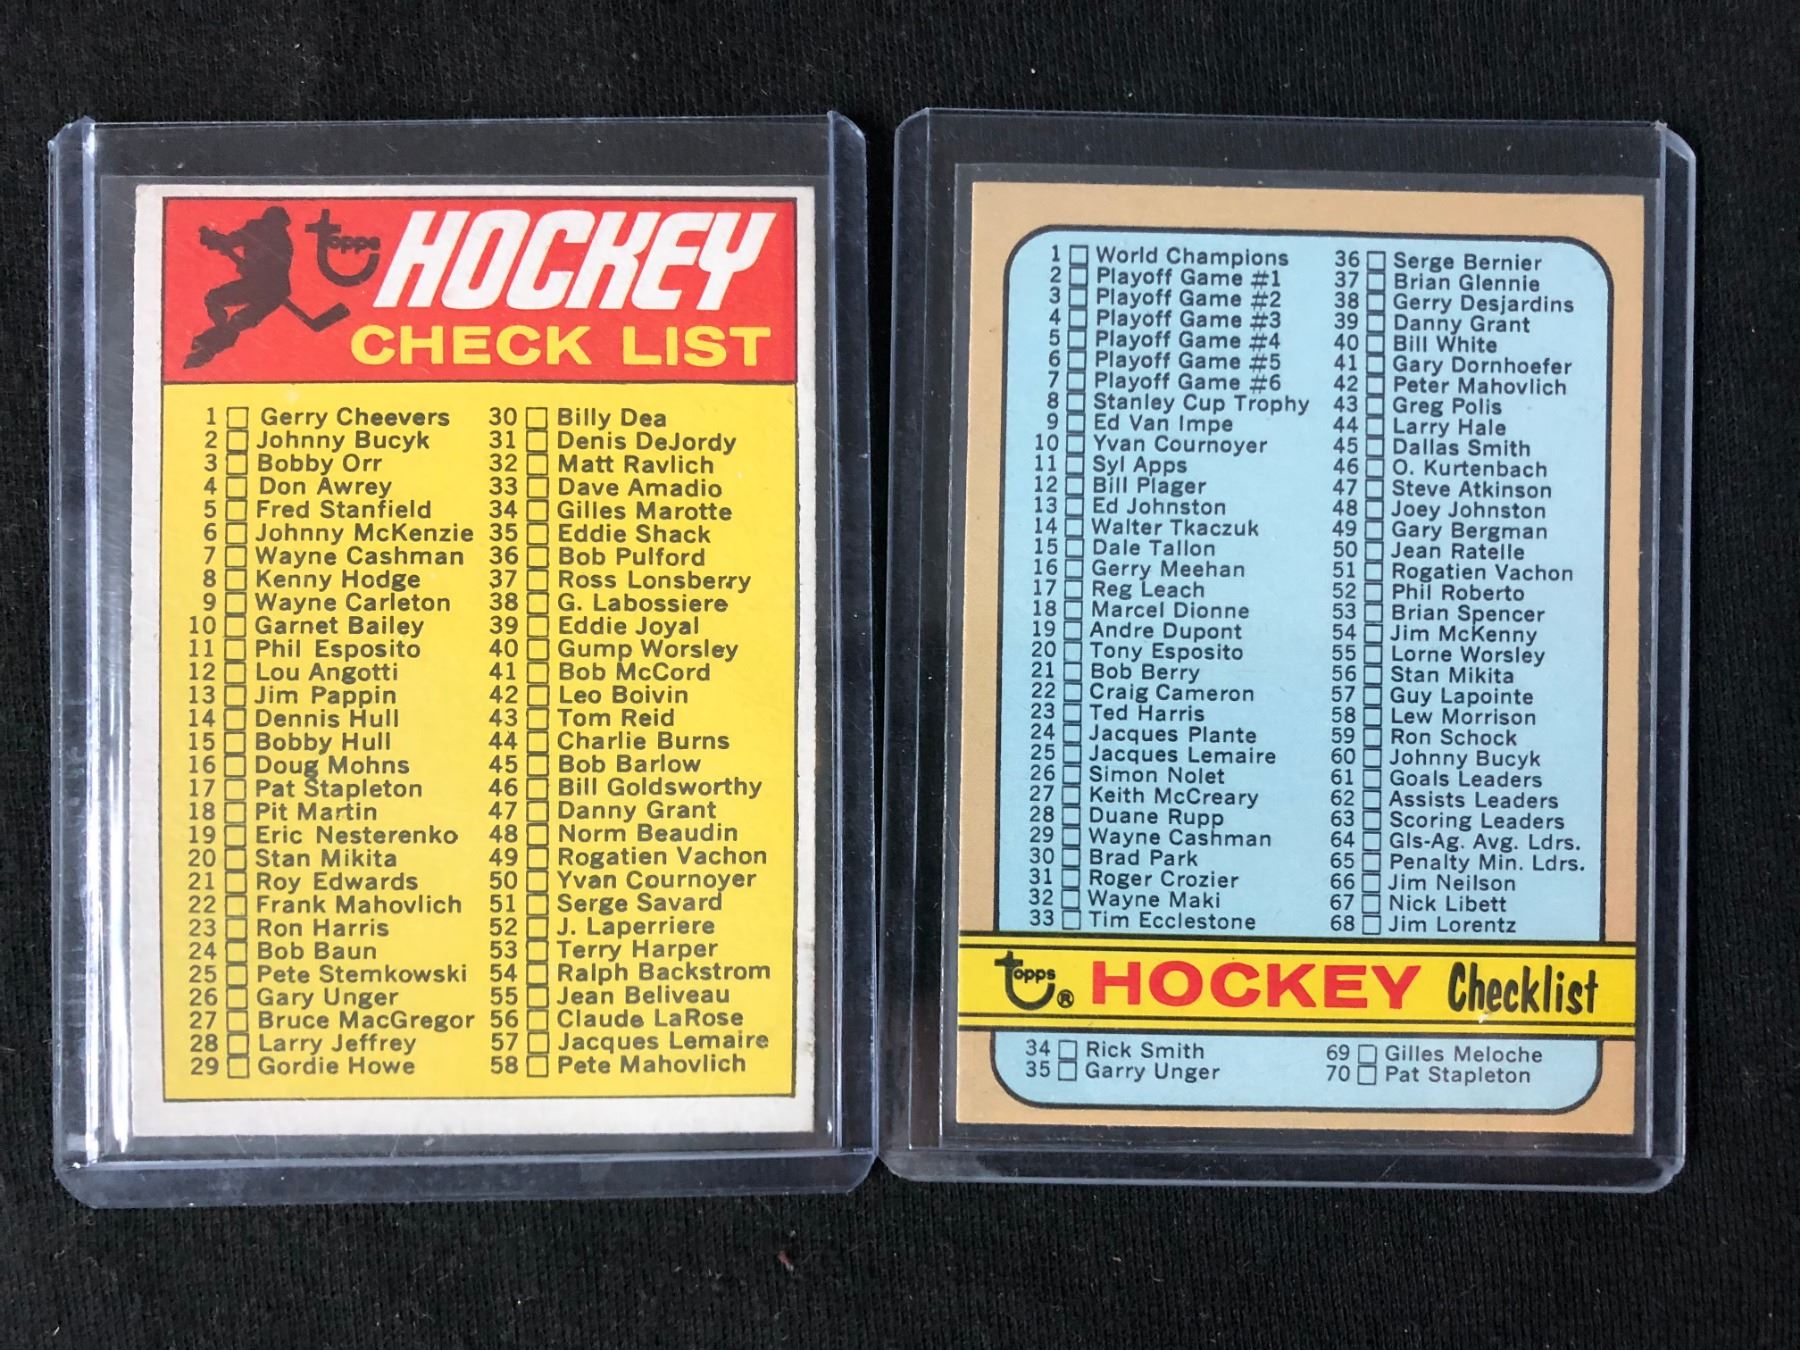 topps HOCKEY
CHECK LIST
1 Gerry Cheevers
2 Johnny Bucyk
3 Bobby Orr
4 Don Awrey
5 Fred Stanfield
6 Johnny McKenzie
7 Wayne Cashman
8 Kenny Hodge
9 Wayne Carleton
10 Garnet Bailey
11 Phil Esposito
12 Lou Angotti
13 Jim Pappin
14 Dennis Hull
15 Bobby Hull
16 Doug Mohns
17 Pat Stapleton
18 Pit Martin
19 Eric Nesterenko
20 Stan Mikita
21 Roy Edwards
22 Frank Mahovlich
23 Ron Harris
24 Bob Baun
25 Pete Stemkowski
26 Gary Unger
27 Bruce MacGregor
28 Larry Jeffrey
29 Gordie Howe
30 Billy Dea
31 Denis DeJordy
32 Matt Ravlich
33 Dave Amadio
34 Gilles Marotte
35 Eddie Shack
36 Bob Pulford
37 Ross Lonsberry
38 G. Labossiere
39 Eddie Joyal
40 Gump Worsley
41 Bob McCord
42 Leo Boivin
43 Tom Reid
44 Charlie Burns
45 Bob Barlow
46 Bill Goldsworthy
47 Danny Grant
48 Norm Beaudin
49 Rogatien Vachon
50 Yvan Cournoyer
51 Serge Savard
52 J. Laperriere
53 Terry Harper
54 Ralph Backstrom
55 Jean Beliveau
56 Claude LaRose
57 Jacques Lemaire
58 Pete Mahovlich
1 World Champions
2 Playoff Game #1
3 Playoff Game #2
4 Playoff Game #3
5 Playoff Game #4
6 Playoff Game #5
7 Playoff Game #6
8 Stanley Cup Trophy
9 Ed Van Impe
10 Yvan Cournoyer
11 Syl Apps
12 Bill Plager
13 Ed Johnston
14 Walter Tkaczuk
15 Dale Tallon
16 Gerry Meehan
17 Reg Leach
18 Marcel Dionne
19 Andre Dupont
20 Tony Esposito
21 Bob Berry
22 Craig Cameron
23 Ted Harris
24 Jacques Plante
25 Jacques Lemaire
26 Simon Nolet
27 Keith McCreary
28 Duane Rupp
29 Wayne Cashman
30 Brad Park
31 Roger Crozier
32 Wayne Maki
33 Tim Ecclestone
36 Serge Bernier
37 Brian Glennie
38 Gerry Desjardins
39 Danny Grant
40 Bill White
41 Gary Dornhoefer
42 Peter Mahovlich
43 Greg Polis
44 Larry Hale
45 Dallas Smith
46 O. Kurtenbach
47 Steve Atkinson
48 Joey Johnston
49 Gary Bergman
50 Jean Ratelle
51 Rogatien Vachon
52 Phil Roberto
53 Brian Spencer
54 Jim McKenny
55 Lorne Worsley
56 Stan Mikita
57 Guy Lapointe
58 Lew Morrison
59 Ron Schock
60 Johnny Bucyk
61 Goals Leaders
62 Assists Leaders
63 Scoring Leaders
64 Gls-Ag. Avg. Ldrs.
65 Penalty Min. Ldrs.
66 Jim Neilson
67 Nick Libett
68 Jim Lorentz
topps® HOCKEY Checklist
34 Rick Smith
35 Garry Unger
69 Gilles Meloche
70 Pat Stapleton